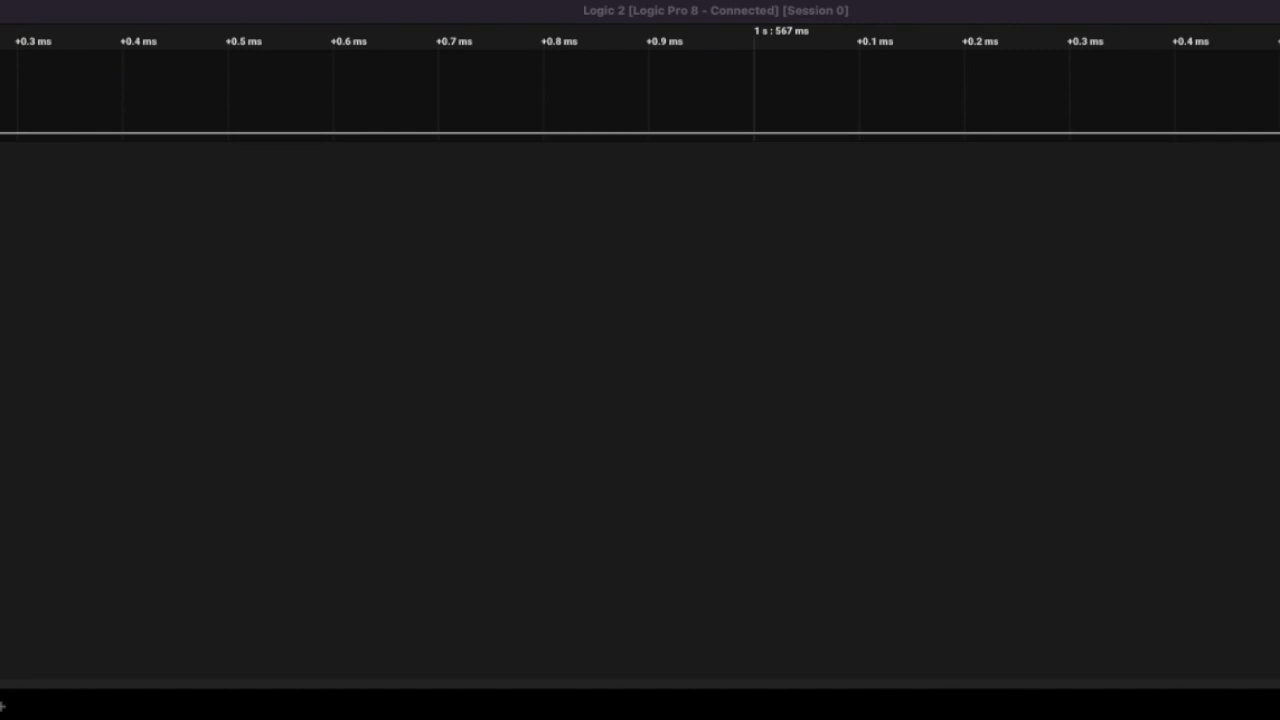 Logic 2 [Logic Pro 8 - Connected] [Session 0]
1 s : 567 ms
+0.3 ms +0.4 ms +0.5 ms +0.6 ms +0.7 ms +0.8 ms +0.9 ms +0.1 ms +0.2 ms +0.3 ms +0.4 ms